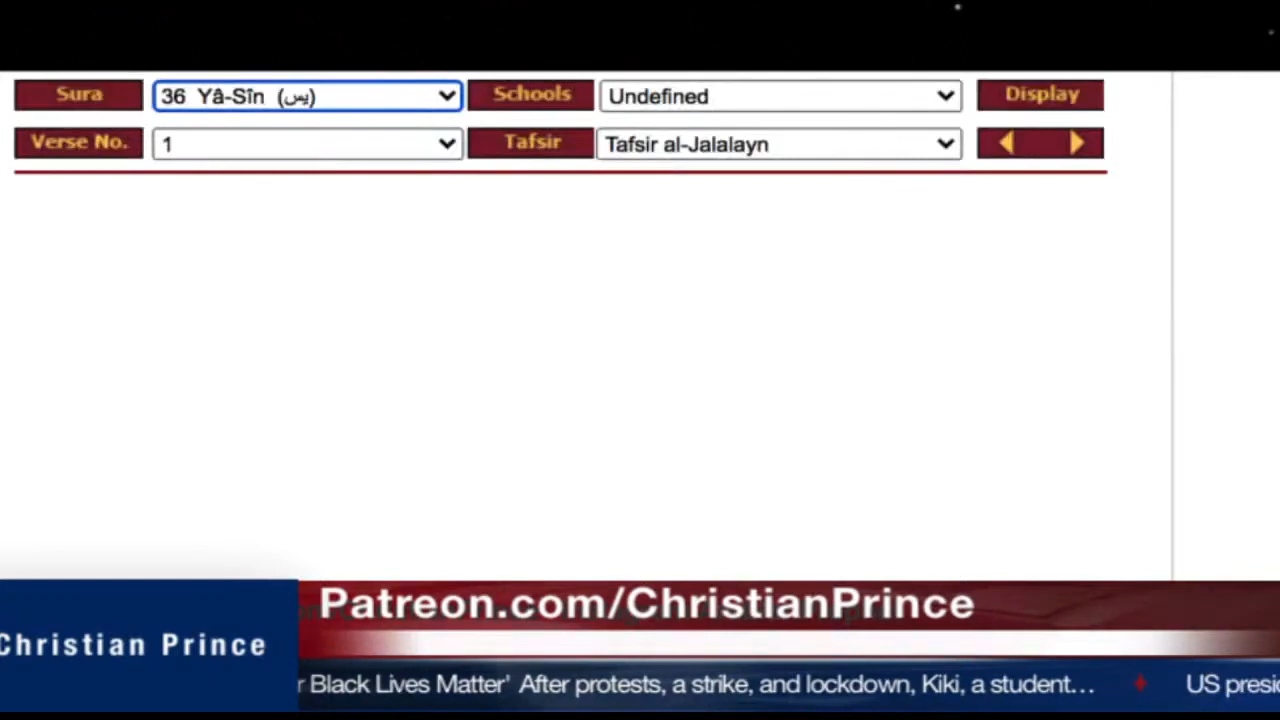 Sura 36 Yâ-Sîn (يس) Schools Undefined Display
Verse No. 1 Tafsir Tafsir al-Jalalayn
Patreon.com/ChristianPrince
Christian Prince
r Black Lives Matter' After protests, a strike, and lockdown, Kiki, a student… US presi